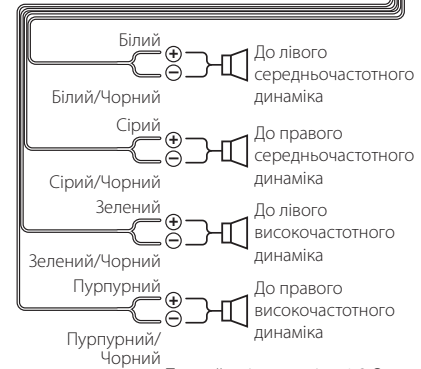 Білий
До лівого
середньочастотного
динаміка
Білий/Чорний
Сірий
До правого
середньочастотного
динаміка
Сірий/Чорний
Зелений
До лівого
високочастотного
динаміка
Зелений/Чорний
Пурпурний
До правого
високочастотного
динаміка
Пурпурний/
Чорний